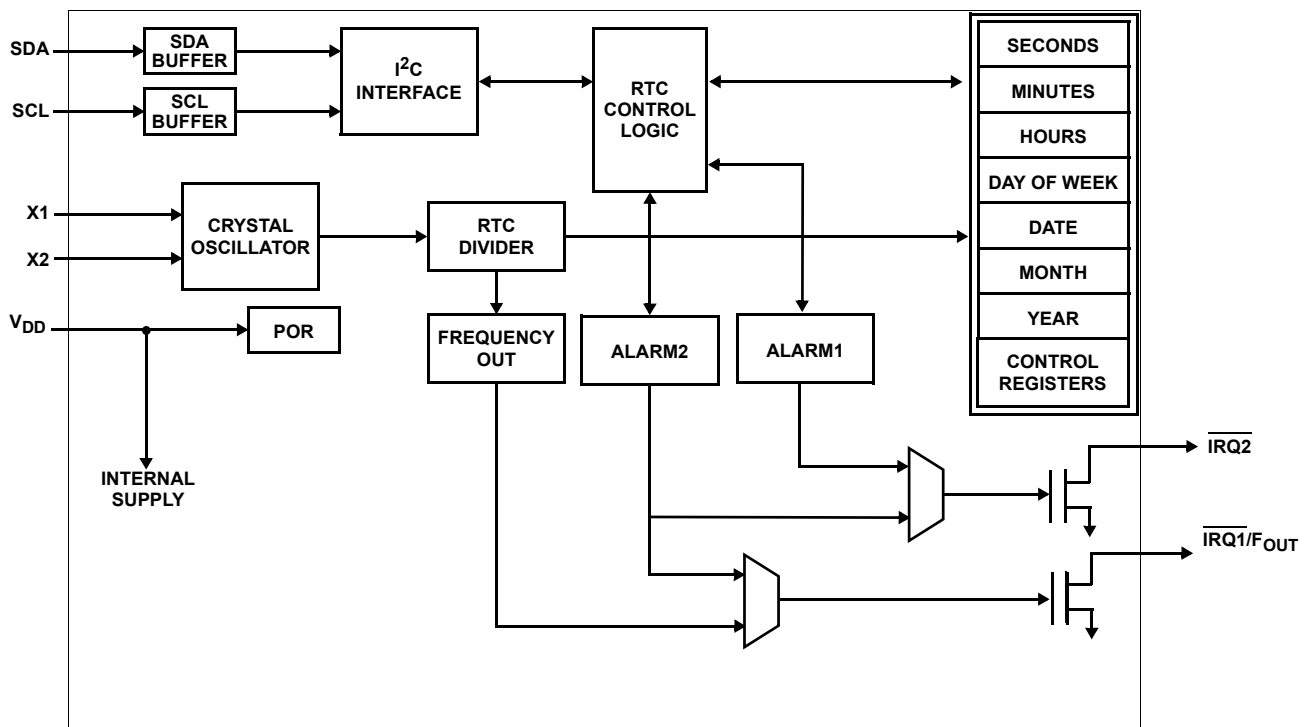 SDA
SDA
BUFFER
SCL
SCL
BUFFER
I²C
INTERFACE
RTC
CONTROL
LOGIC
SECONDS
MINUTES
HOURS
DAY OF WEEK
DATE
MONTH
YEAR
CONTROL
REGISTERS
X1
X2
CRYSTAL
OSCILLATOR
RTC
DIVIDER
VDD
POR
FREQUENCY
OUT
ALARM2
ALARM1
INTERNAL
SUPPLY
IRQ2
IRQ1/FOUT